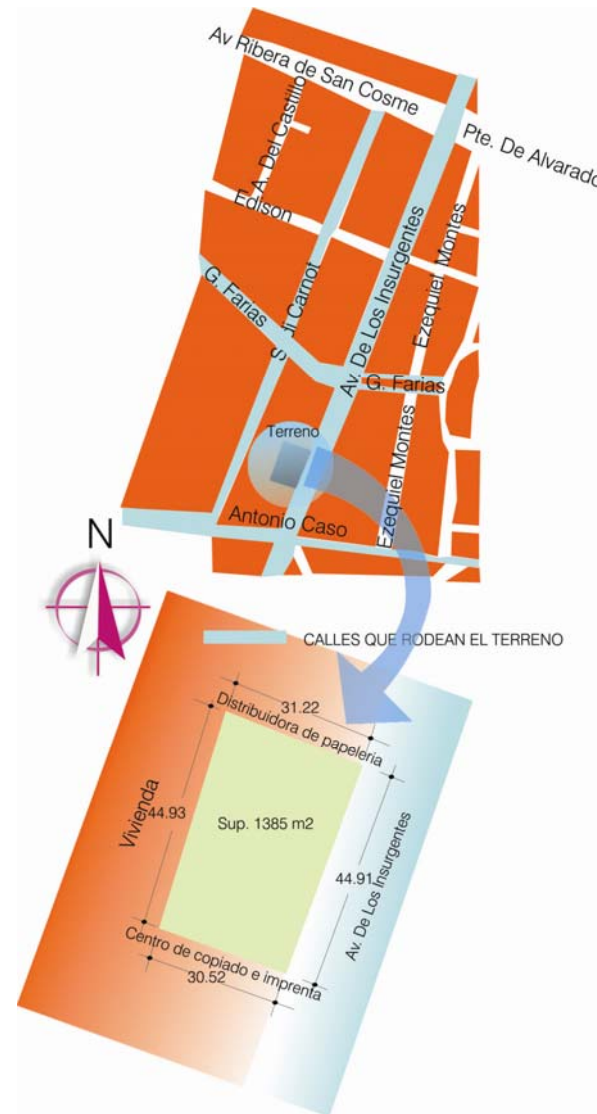 Av Ribera de San Cosme
Pte. De Alvarado
A. Del Castillo
Edison
Av. De Los Insurgentes
Ezequiel Montes
G. Farias
di Carnot
G. Farias
Terreno
Ezequiel Montes
Antonio Caso
N
CALLES QUE RODEAN EL TERRENO
31.22
Distribuidora de papeleria
Vivienda
44.93
Sup. 1385 m2
44.91
Av. De Los Insurgentes
Centro de copiado e imprenta
30.52